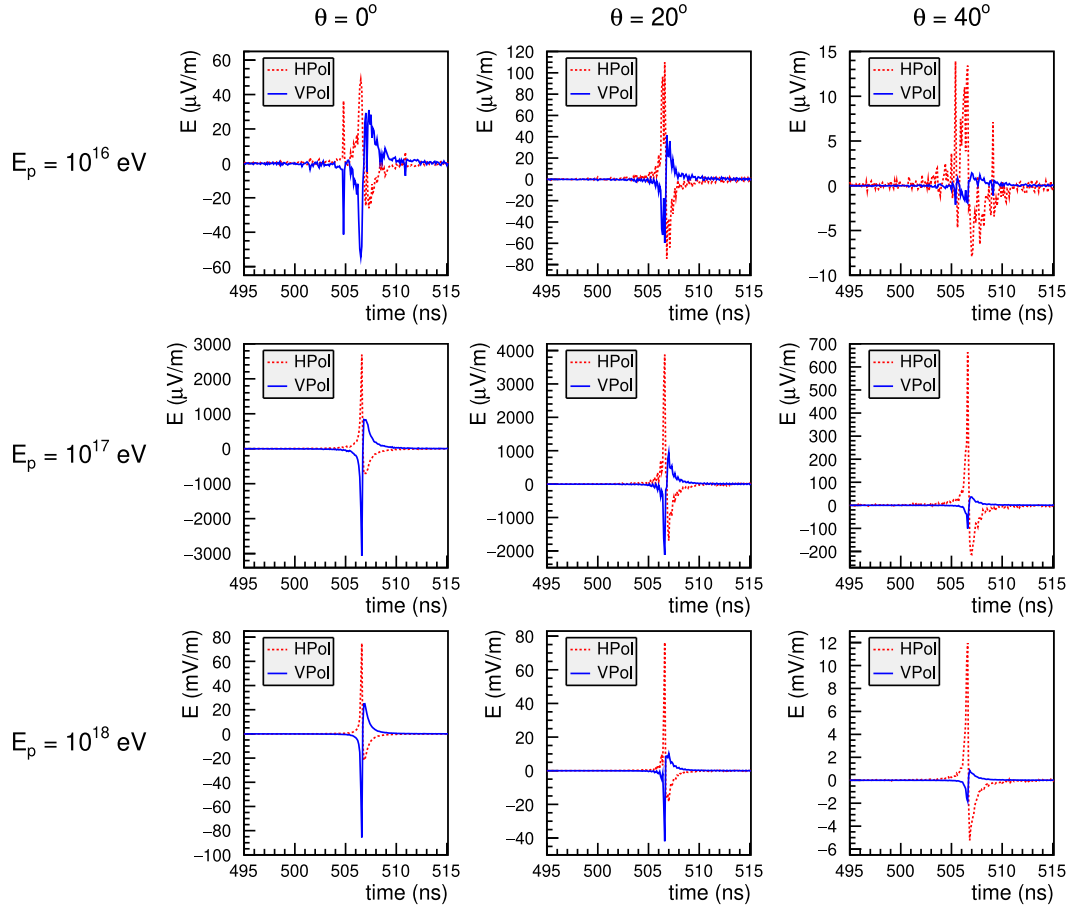 θ = 0° θ = 20° θ = 40°
E_p = 10^16 eV
E (μV/m)
60
40
20
0
−20
−40
−60
HPol
VPol
495 500 505 510 515
time (ns)
E (μV/m)
120
100
80
60
40
20
0
−20
−40
−60
−80
HPol
VPol
495 500 505 510 515
time (ns)
E (μV/m)
15
10
5
0
−5
−10
HPol
VPol
495 500 505 510 515
time (ns)
E_p = 10^17 eV
E (μV/m)
3000
2000
1000
0
−1000
−2000
−3000
HPol
VPol
495 500 505 510 515
time (ns)
E (μV/m)
4000
3000
2000
1000
0
−1000
−2000
HPol
VPol
495 500 505 510 515
time (ns)
E (μV/m)
700
600
500
400
300
200
100
0
−100
−200
HPol
VPol
495 500 505 510 515
time (ns)
E_p = 10^18 eV
E (mV/m)
80
60
40
20
0
−20
−40
−60
−80
−100
HPol
VPol
495 500 505 510 515
time (ns)
E (mV/m)
80
60
40
20
0
−20
−40
HPol
VPol
495 500 505 510 515
time (ns)
E (mV/m)
12
10
8
6
4
2
0
−2
−4
−6
HPol
VPol
495 500 505 510 515
time (ns)